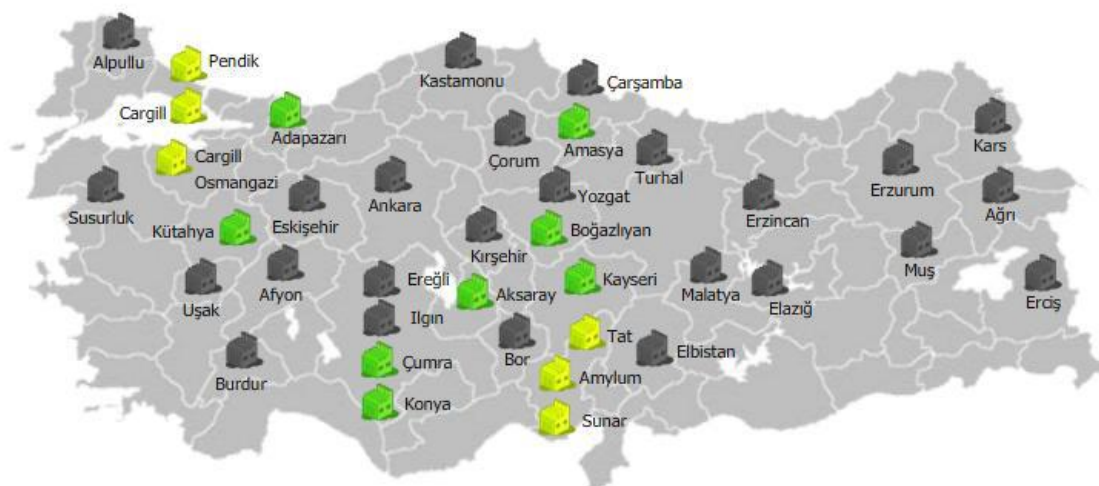 Alpullu
Pendik
Kastamonu
Çarşamba
Cargill
Adapazarı
Çorum
Amasya
Turhal
Kars
Cargill
Osmangazi
Susurluk
Eskişehir
Ankara
Yozgat
Erzincan
Erzurum
Ağrı
Kütahya
Kırşehir
Boğazlıyan
Muş
Uşak
Afyon
Ereğli
Aksaray
Kayseri
Malatya
Elazığ
Erciş
Ilgın
Burdur
Çumra
Bor
Tat
Elbistan
Konya
Amylum
Sunar